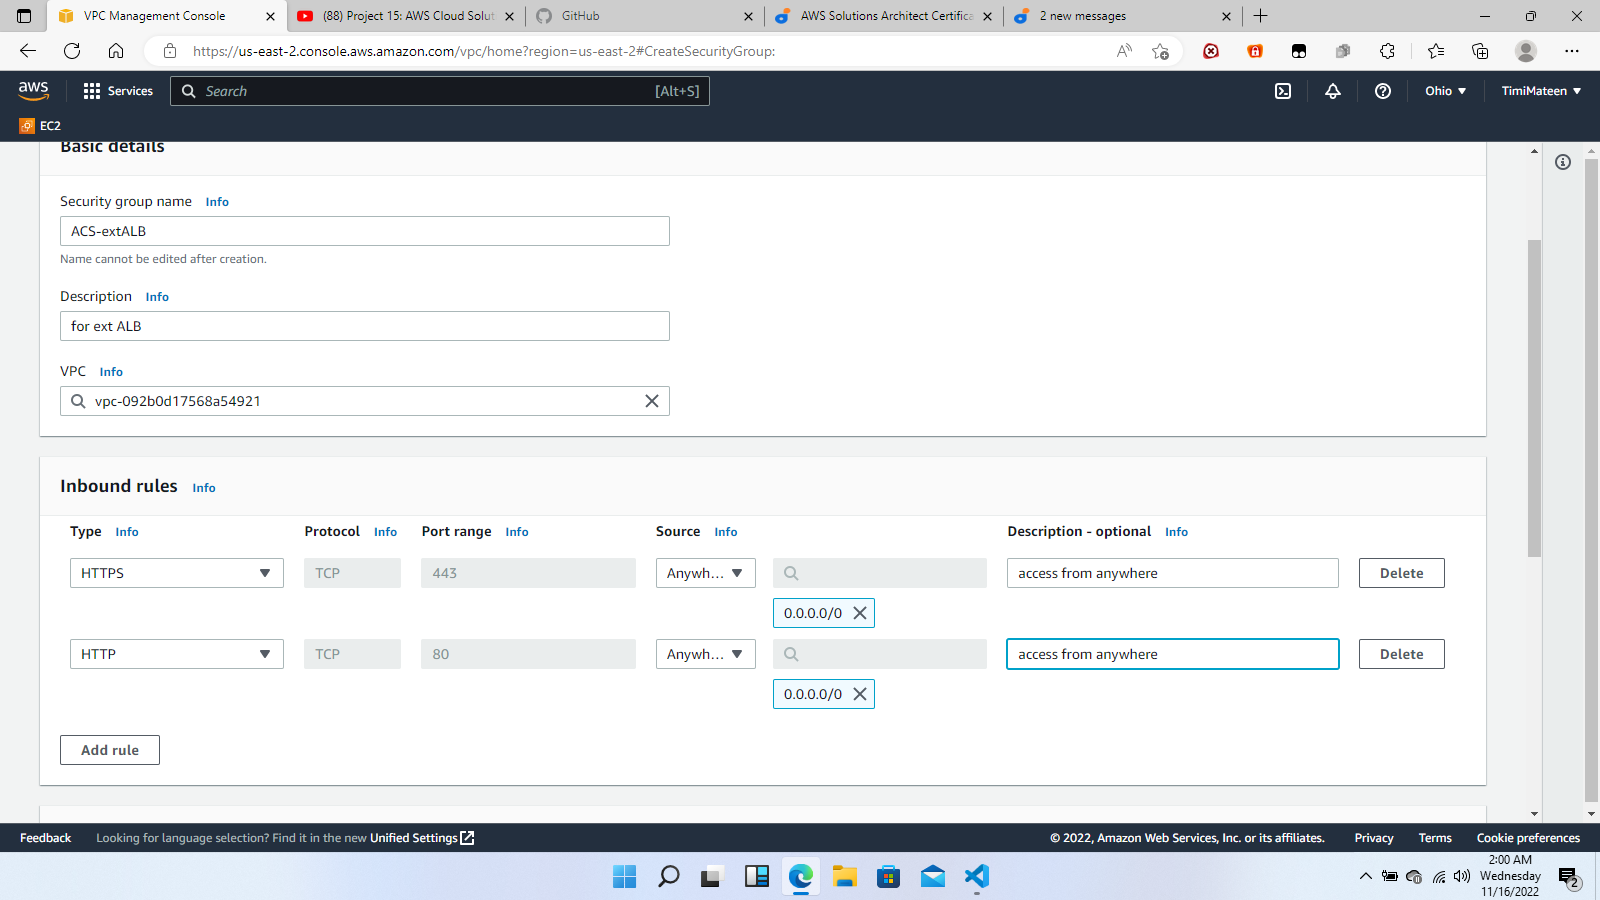 VPC Management Console
(88) Project 15: AWS Cloud Solut
GitHub
AWS Solutions Architect Certifica
2 new messages
https://us-east-2.console.aws.amazon.com/vpc/home?region=us-east-2#CreateSecurityGroup:
aws
Services
Search
[Alt+S]
Ohio
TimiMateen
EC2
Basic details
Security group name Info
ACS-extALB
Name cannot be edited after creation.
Description Info
for ext ALB
VPC Info
vpc-092b0d17568a54921
Inbound rules Info
Type Info Protocol Info Port range Info Source Info Description - optional Info
HTTPS TCP 443 Anywh... access from anywhere Delete
0.0.0.0/0
HTTP TCP 80 Anywh... access from anywhere Delete
0.0.0.0/0
Add rule
Feedback Looking for language selection? Find it in the new Unified Settings © 2022, Amazon Web Services, Inc. or its affiliates. Privacy Terms Cookie preferences
2:00 AM
Wednesday
11/16/2022
2